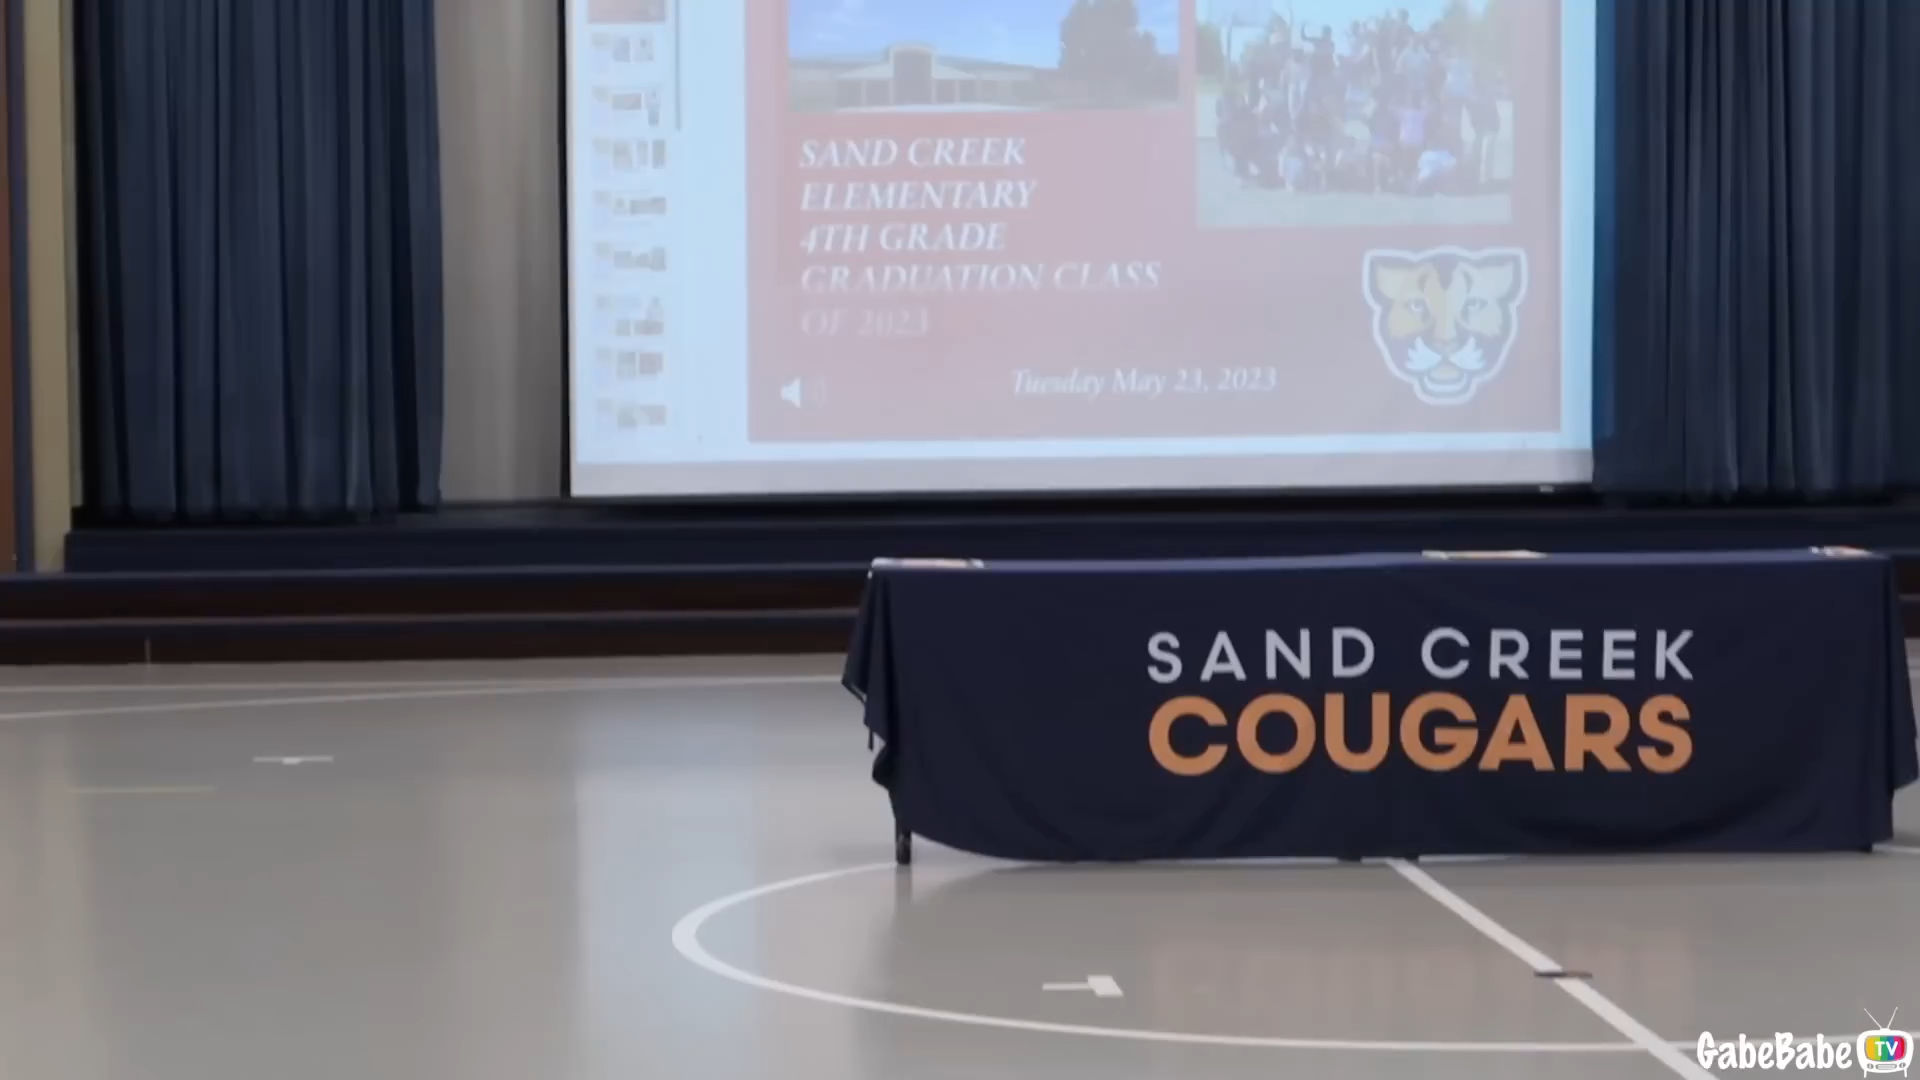 SAND CREEK
ELEMENTARY
4TH GRADE
GRADUATION CLASS
OF 2023
Tuesday May 23, 2023
SAND CREEK
COUGARS
GabeBabe TV